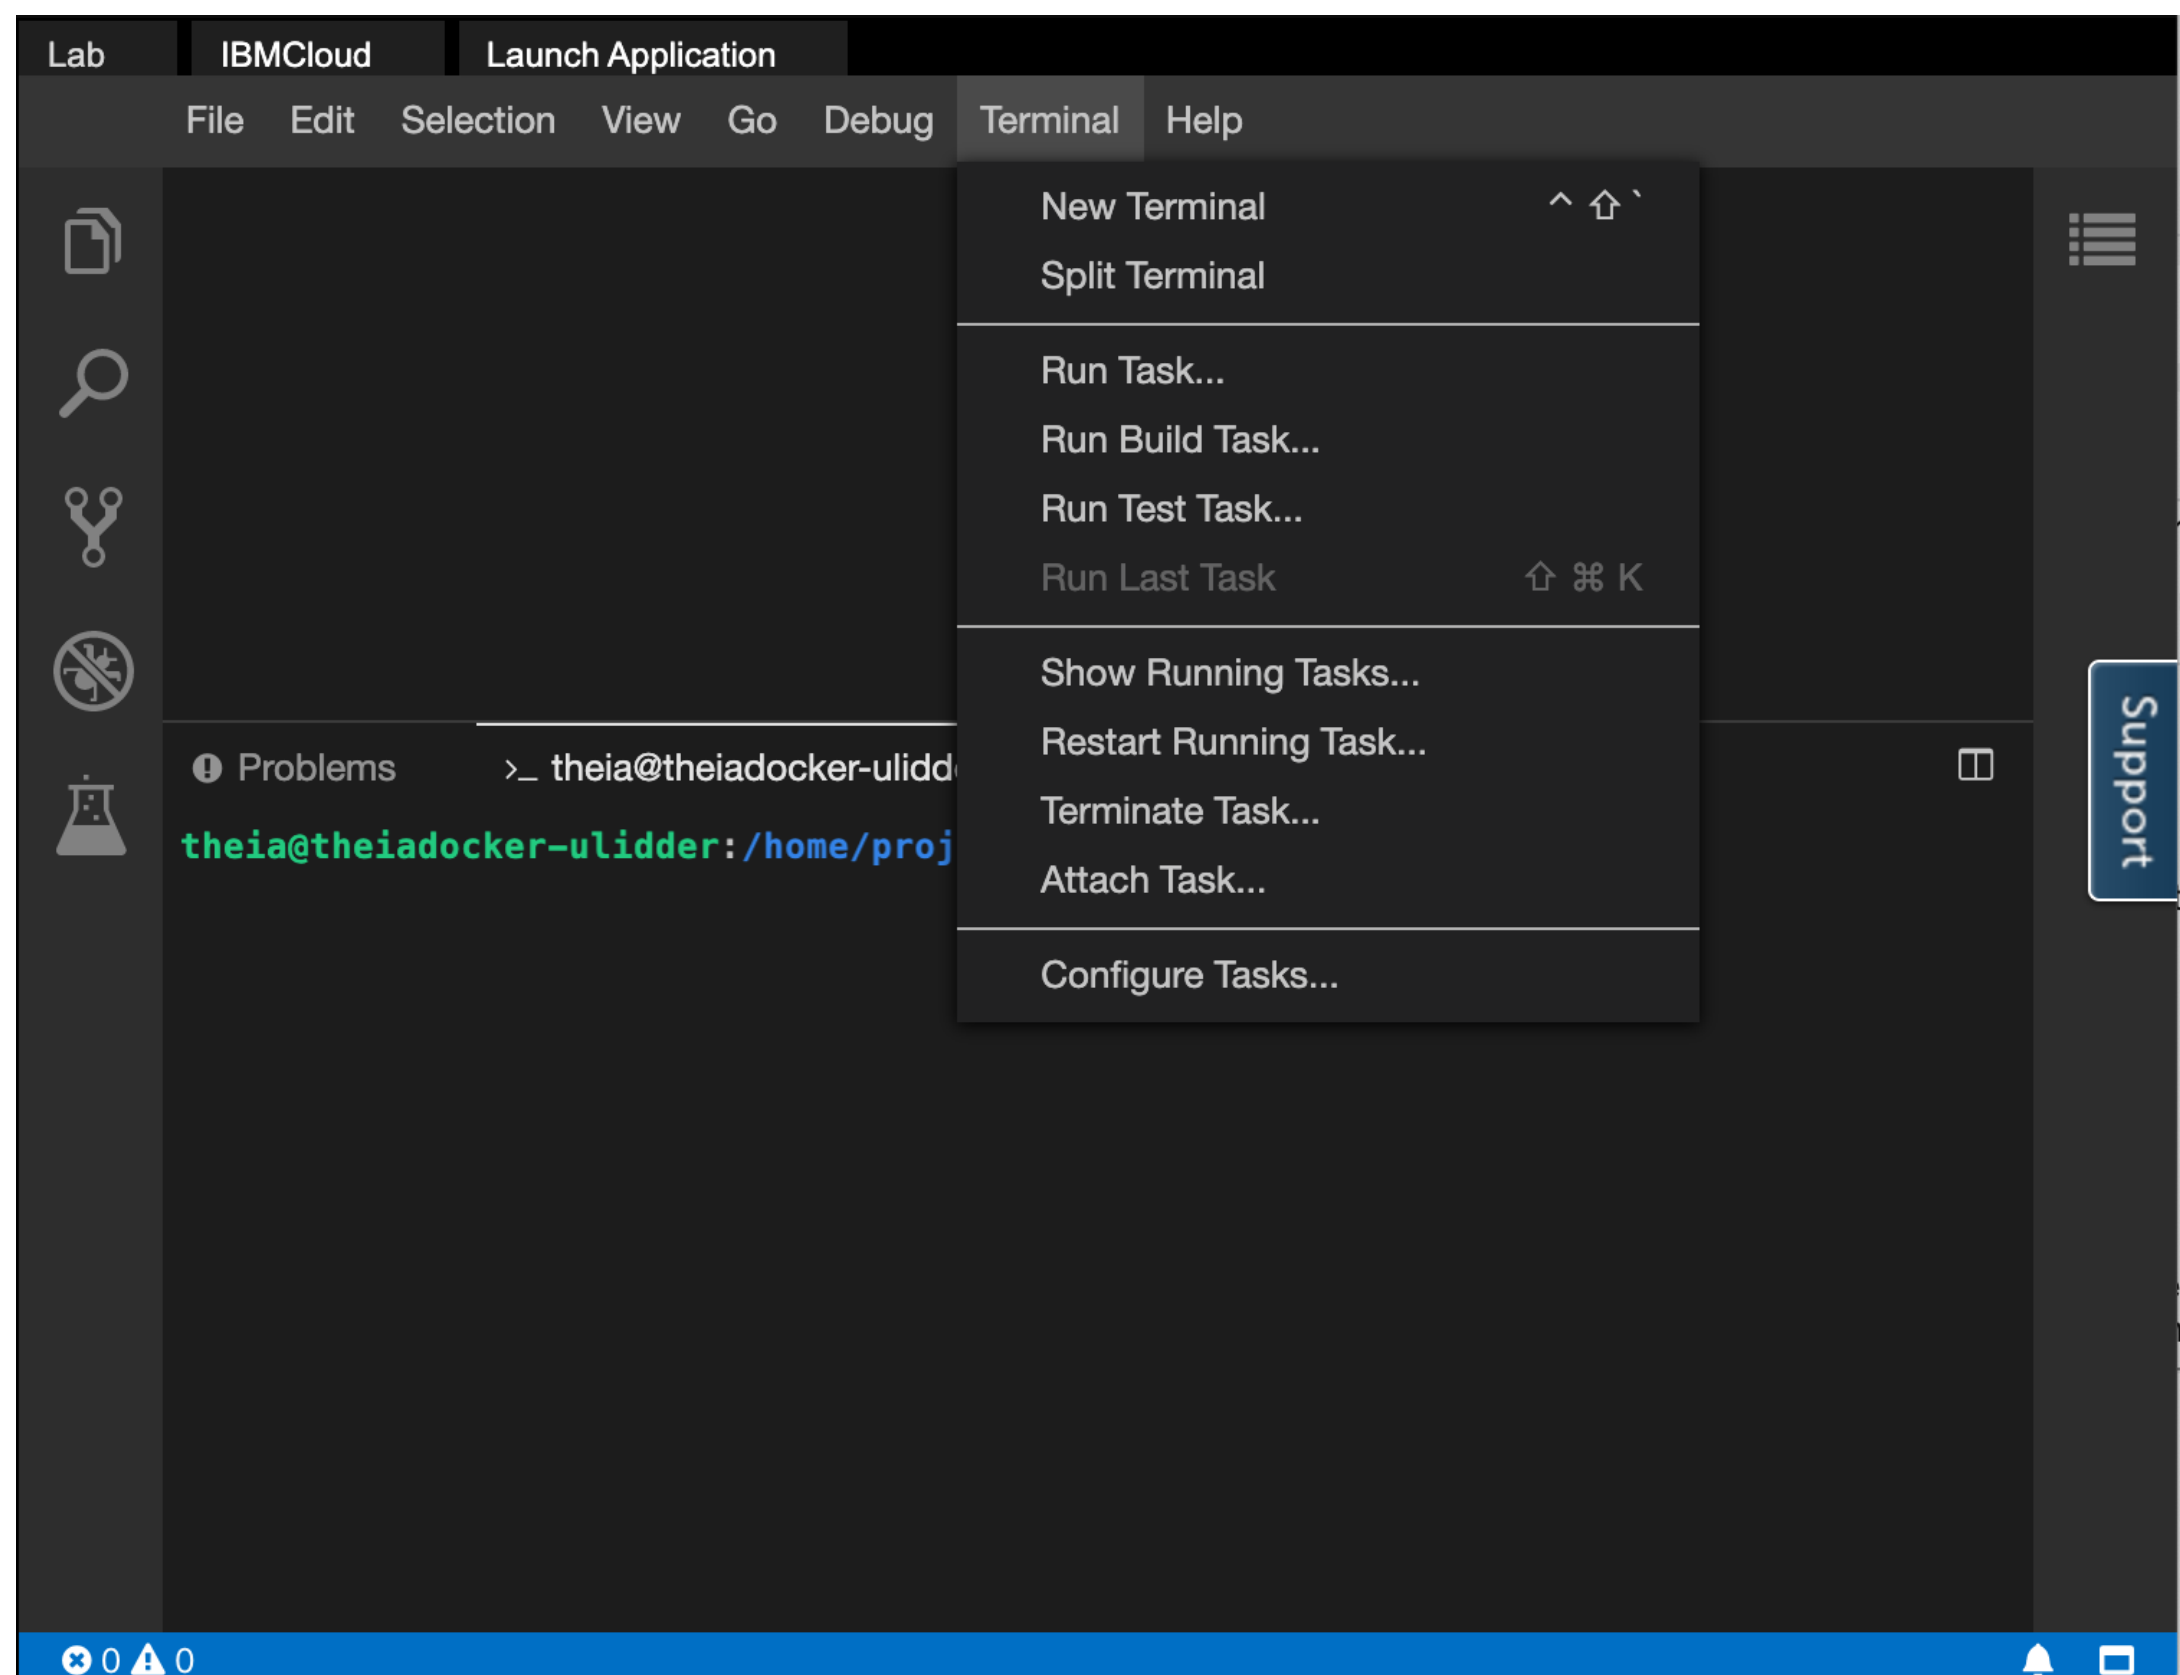 Lab IBMCloud Launch Application
File Edit Selection View Go Debug Terminal Help
New Terminal ^ ⇧ `
Split Terminal
Run Task...
Run Build Task...
Run Test Task...
Run Last Task ⇧ ⌘ K
Show Running Tasks...
Restart Running Task...
Terminate Task...
Attach Task...
Configure Tasks...
Problems >_ theia@theiadocker-ulidd
theia@theiadocker-ulidder:/home/proj
Support
0 0